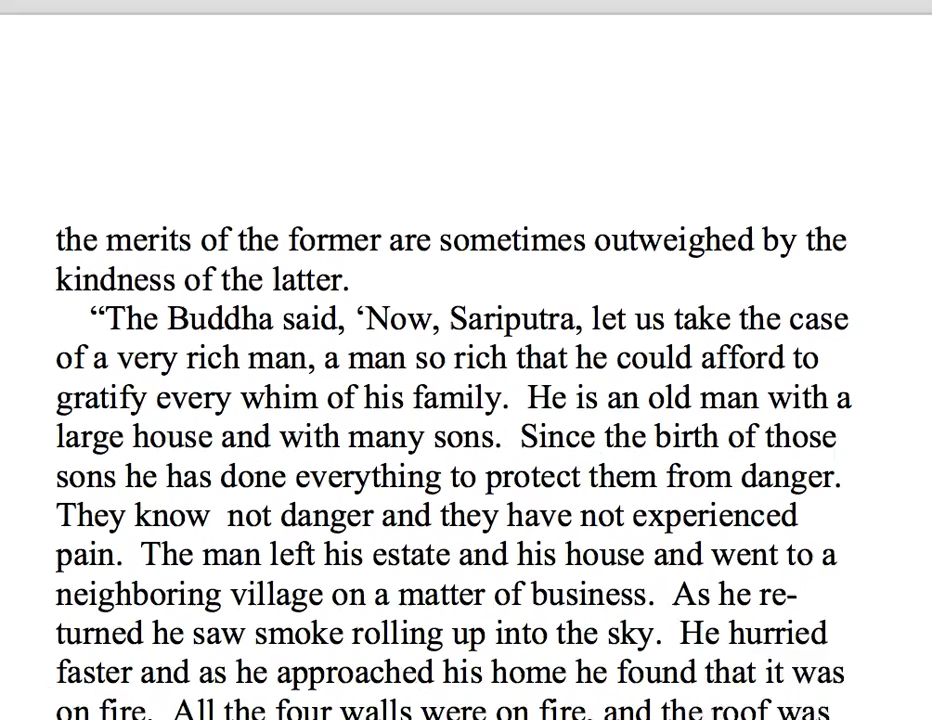 the merits of the former are sometimes outweighed by the
kindness of the latter.
“The Buddha said, ‘Now, Sariputra, let us take the case
of a very rich man, a man so rich that he could afford to
gratify every whim of his family.  He is an old man with a
large house and with many sons.  Since the birth of those
sons he has done everything to protect them from danger.
They know  not danger and they have not experienced
pain.  The man left his estate and his house and went to a
neighboring village on a matter of business.  As he re-
turned he saw smoke rolling up into the sky.  He hurried
faster and as he approached his home he found that it was
on fire.  All the four walls were on fire, and the roof was